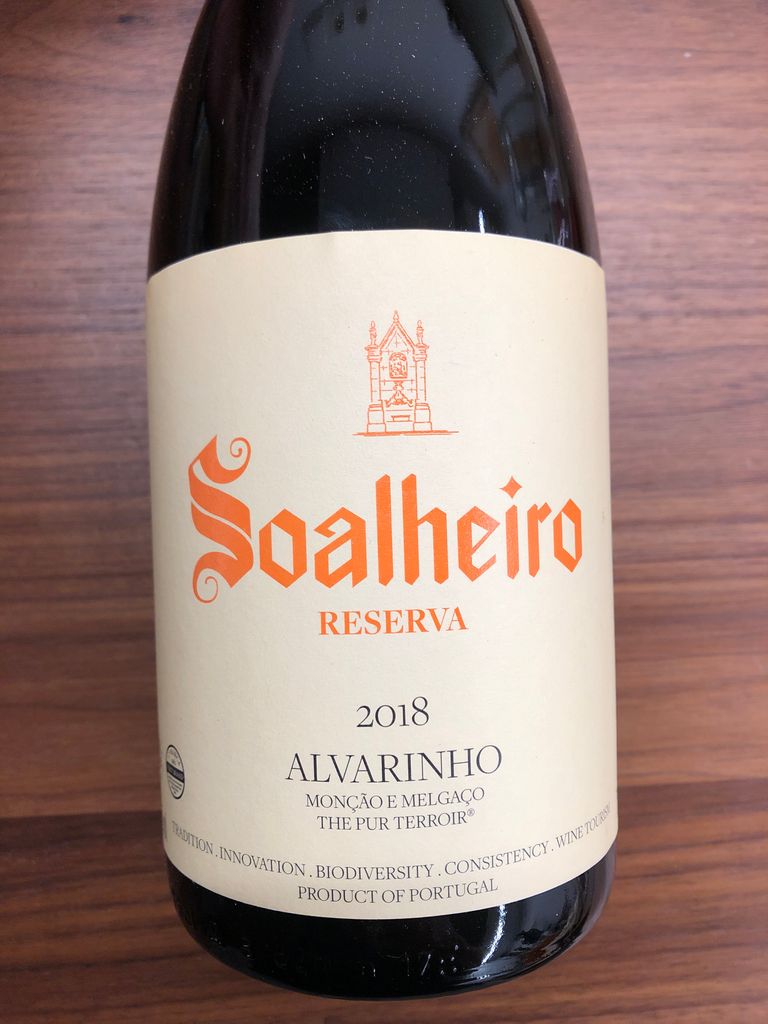 Soalheiro
RESERVA
2018
ALVARINHO
MONÇÃO E MELGAÇO
THE PUR TERROIR®
TRADITION . INNOVATION . BIODIVERSITY . CONSISTENCY . WINE TOURISM
PRODUCT OF PORTUGAL